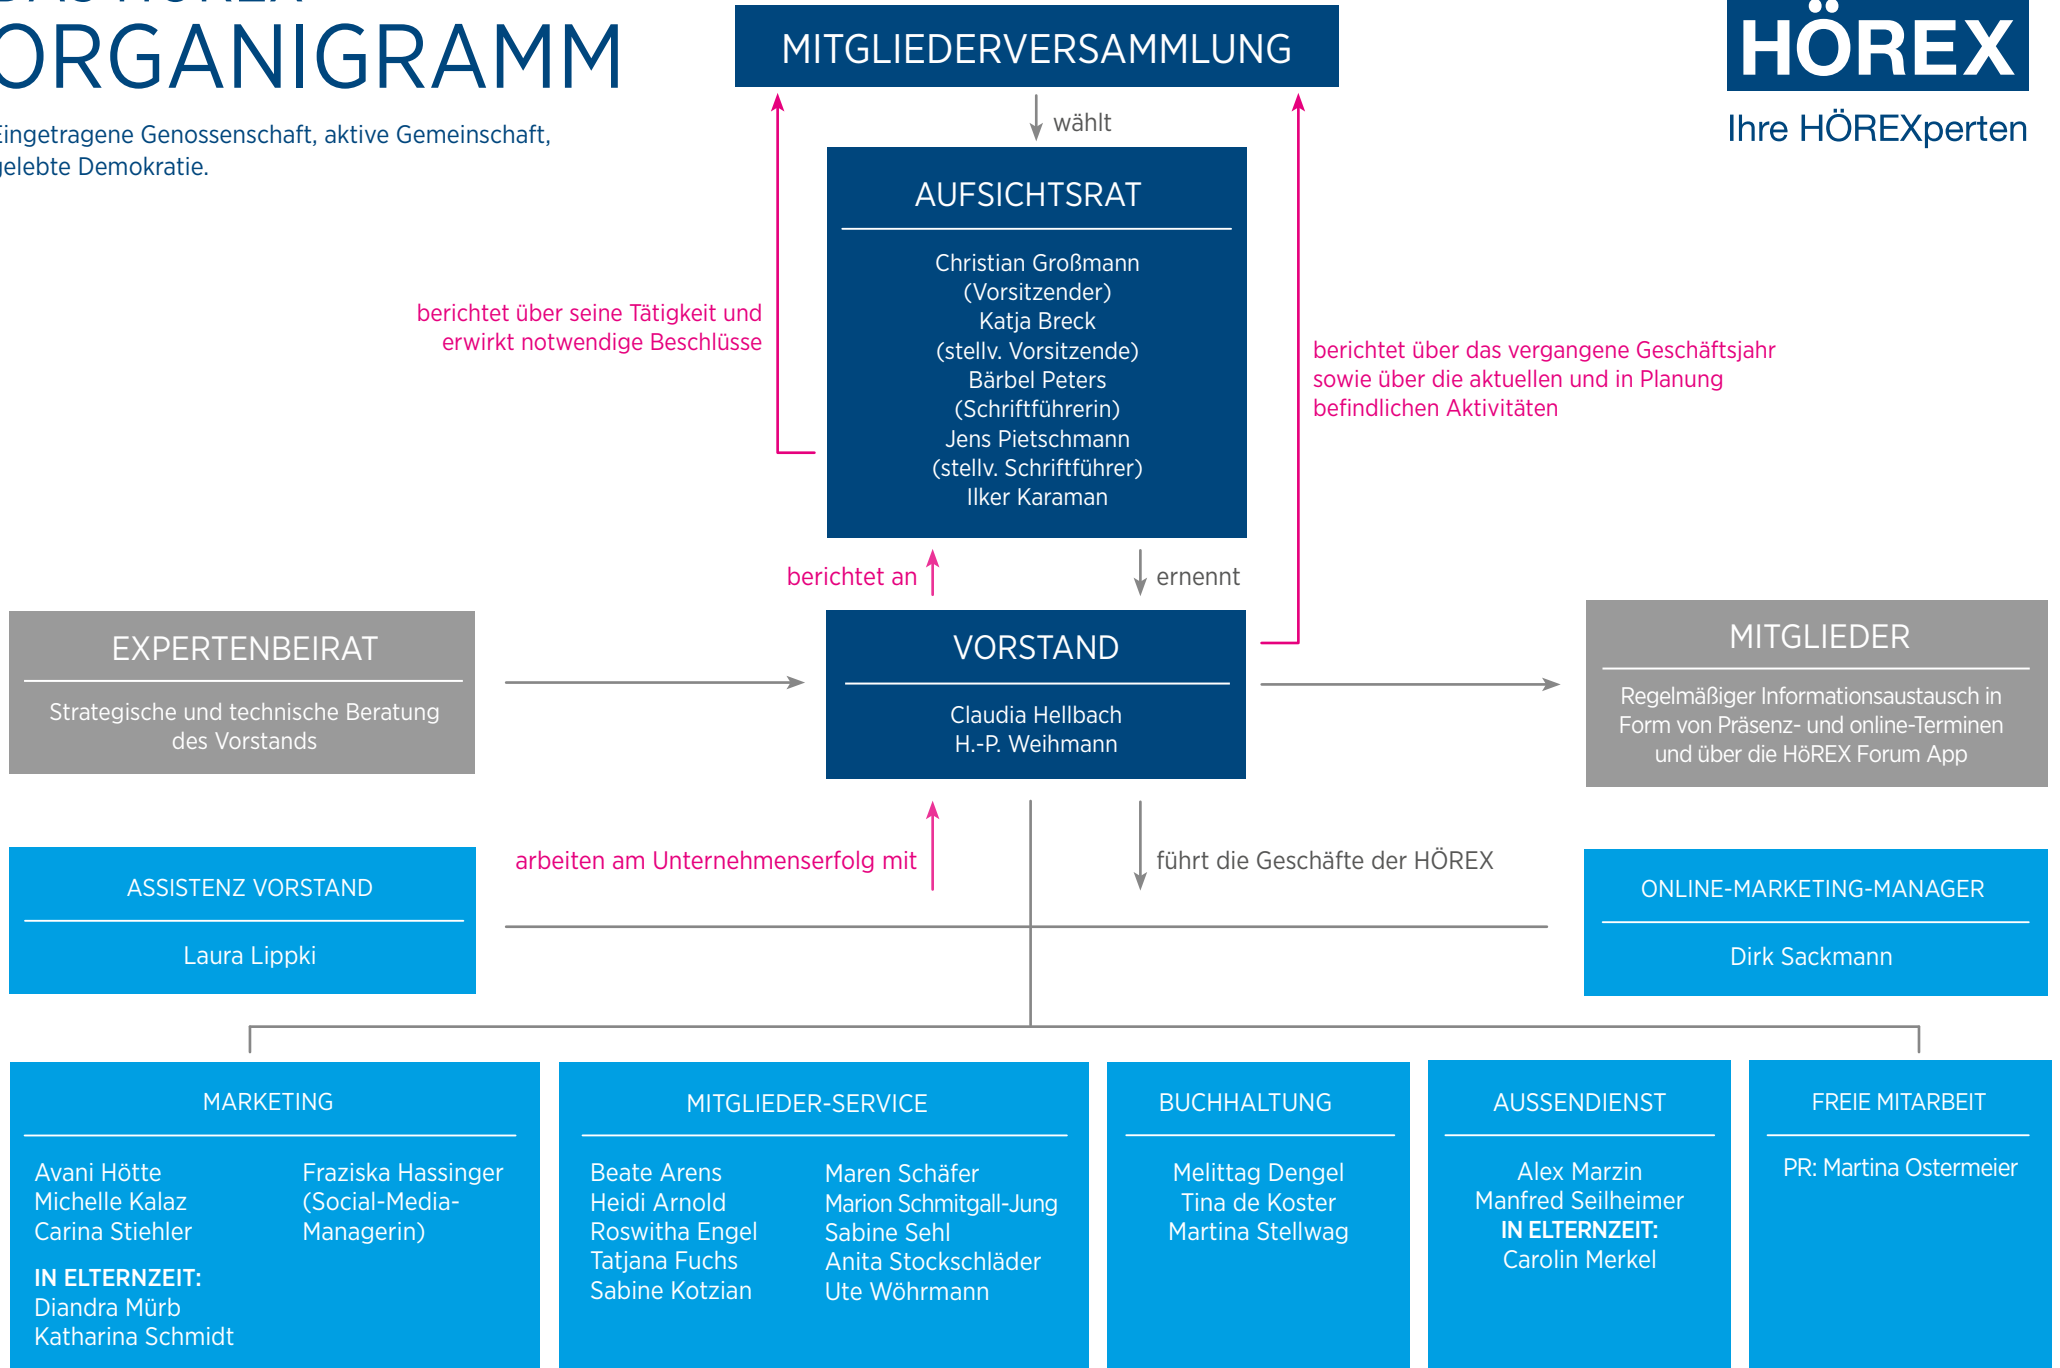 DAS HÖREX
ORGANIGRAMM
Eingetragene Genossenschaft, aktive Gemeinschaft,
gelebte Demokratie.
MITGLIEDERVERSAMMLUNG
HÖREX
Ihre HÖREXperten
wählt
AUFSICHTSRAT
Christian Großmann
(Vorsitzender)
Katja Breck
(stellv. Vorsitzende)
Bärbel Peters
(Schriftführerin)
Jens Pietschmann
(stellv. Schriftführer)
Ilker Karaman
berichtet über seine Tätigkeit und
erwirkt notwendige Beschlüsse
berichtet über das vergangene Geschäftsjahr
sowie über die aktuellen und in Planung
befindlichen Aktivitäten
berichtet an
ernennt
EXPERTENBEIRAT
Strategische und technische Beratung
des Vorstands
VORSTAND
Claudia Hellbach
H.-P. Weihmann
MITGLIEDER
Regelmäßiger Informationsaustausch in
Form von Präsenz- und online-Terminen
und über die HöREX Forum App
arbeiten am Unternehmenserfolg mit
führt die Geschäfte der HÖREX
ASSISTENZ VORSTAND
Laura Lippki
ONLINE-MARKETING-MANAGER
Dirk Sackmann
MARKETING
Avani Hötte
Michelle Kalaz
Carina Stiehler
IN ELTERNZEIT:
Diandra Mürb
Katharina Schmidt
Fraziska Hassinger
(Social-Media-
Managerin)
MITGLIEDER-SERVICE
Beate Arens
Heidi Arnold
Roswitha Engel
Tatjana Fuchs
Sabine Kotzian
Maren Schäfer
Marion Schmitgall-Jung
Sabine Sehl
Anita Stockschläder
Ute Wöhrmann
BUCHHALTUNG
Melittag Dengel
Tina de Koster
Martina Stellwag
AUSSENDIENST
Alex Marzin
Manfred Seilheimer
IN ELTERNZEIT:
Carolin Merkel
FREIE MITARBEIT
PR: Martina Ostermeier